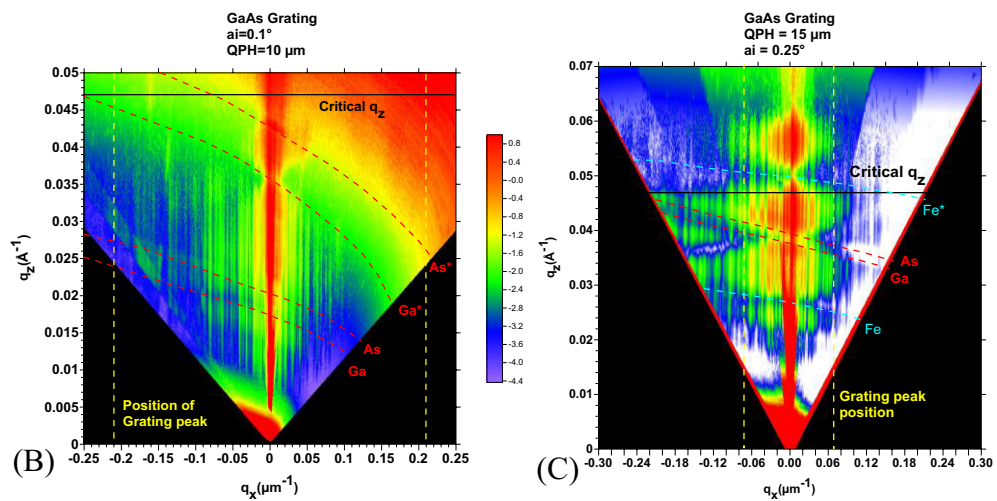 GaAs Grating
ai=0.1°
QPH=10 µm
0.05
0.045
0.04
0.035
0.03
0.025
0.02
0.015
0.01
0.005
0
qz(Å-1)
Critical qz
As*
Ga*
As
Ga
Position of
Grating peak
-0.25 -0.2 -0.15 -0.1 -0.05 0 0.05 0.1 0.15 0.2 0.25
qx(µm-1)
(B)
0.8
-0.0
-0.4
-1.2
-1.6
-2.4
-2.8
-3.6
-4.0
-4.4
GaAs Grating
QPH = 15 µm
ai = 0.25°
0.07
0.06
0.05
0.04
0.03
0.02
0.01
0
qz(Å-1)
Critical qz
Fe*
As
Ga
Fe
Grating peak
position
-0.30 -0.24 -0.18 -0.12 -0.06 0.00 0.06 0.12 0.18 0.24 0.30
qx(µm-1)
(C)